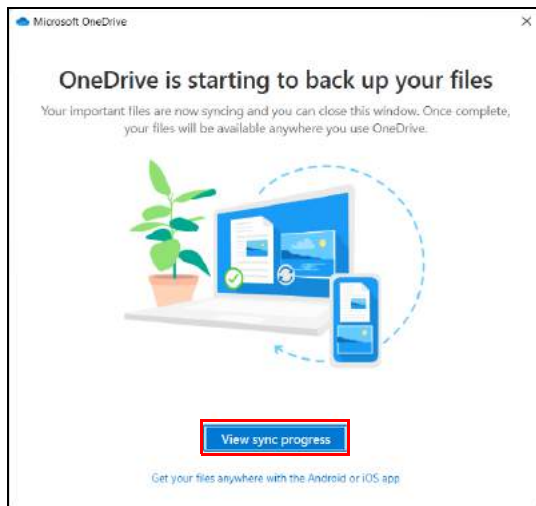 Microsoft OneDrive
OneDrive is starting to back up your files
Your important files are now syncing and you can close this window. Once complete,
your files will be available anywhere you use OneDrive.
View sync progress
Get your files anywhere with the Android or iOS app